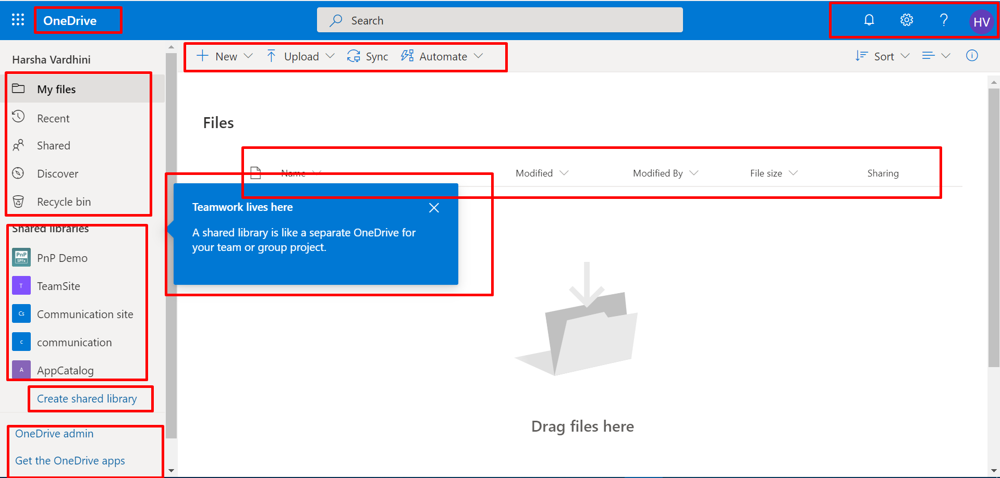 OneDrive
Search
HV
Harsha Vardhini
New
Upload
Sync
Automate
Sort
My files
Recent
Shared
Discover
Recycle bin
Shared libraries
PnP SPFx
PnP Demo
T
TeamSite
Cs
Communication site
c
communication
A
AppCatalog
Create shared library
OneDrive admin
Get the OneDrive apps
Files
Name
Modified
Modified By
File size
Sharing
Teamwork lives here
A shared library is like a separate OneDrive for
your team or group project.
Drag files here